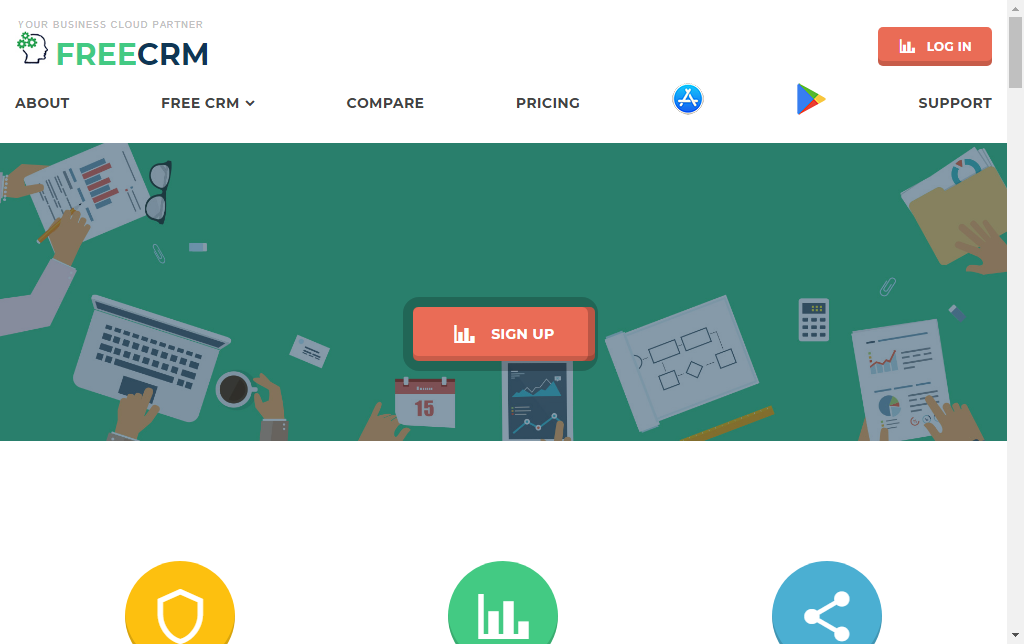 YOUR BUSINESS CLOUD PARTNER
FREECRM
LOG IN
ABOUT
FREE CRM
COMPARE
PRICING
SUPPORT
SIGN UP
15